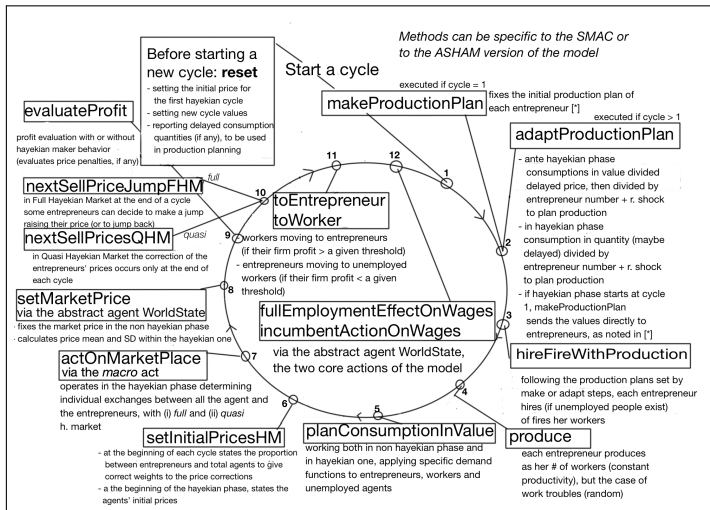 Methods can be specific to the SMAC or
to the ASHAM version of the model
Before starting a
new cycle: reset
- setting the initial price for
the first hayekian cycle
- setting new cycle values
- reporting delayed consumption
quantities (if any), to be used
in production planning
Start a cycle
executed if cycle = 1
makeProductionPlan
fixes the initial production plan of
each entrepreneur [*]
executed if cycle > 1
adaptProductionPlan
- ante hayekian phase
consumptions in value divided
delayed price, then divided by
entrepreneur number + r. shock
to plan production
- in hayekian phase
consumption in quantity (maybe
delayed) divided by
entrepreneur number + r. shock
to plan production
- if hayekian phase starts at cycle
1, makeProductionPlan
sends the values directly to
entrepreneurs, as noted in [*]
hireFireWithProduction
following the production plans set by
make or adapt steps, each entrepreneur
hires (if unemployed people exist)
of fires her workers
produce
each entrepreneur produces
as her # of workers (constant
productivity), but the case of
work troubles (random)
planConsumptionInValue
working both in non hayekian phase and
in hayekian one, applying specific demand
functions to entrepreneurs, workers and
unemployed agents
setInitialPricesHM
- at the beginning of each cycle states the proportion
between entrepreneurs and total agents to give
correct weights to the price corrections
- a the beginning of the hayekian phase, states the
agents' initial prices
actOnMarketPlace
via the macro act
operates in the hayekian phase determining
individual exchanges between all the agent and
the entrepreneurs, with (i) full and (ii) quasi
h. market
setMarketPrice
via the abstract agent WorldState
- fixes the market price in the non hayekian phase
- calculates price mean and SD within the hayekian one
evaluateProfit
profit evaluation with or without
hayekian maker behavior
(evaluates price penalties, if any)
full
nextSellPriceJumpFHM
in Full Hayekian Market at the end of a cycle
some entrepreneurs can decide to make a jump
raising their price (or to jump back)
quasi
nextSellPricesQHM
in Quasi Hayekian Market the correction of the
entrepreneurs' prices occurs only at the end of
each cycle
toEntrepreneur
toWorker
- workers moving to entrepreneurs
(if their firm profit > a given threshold)
- entrepreneurs moving to unemployed
workers (if their firm profit < a given
threshold)
fullEmploymentEffectOnWages
incumbentActionOnWages
via the abstract agent WorldState,
the two core actions of the model
1
2
3
4
5
6
7
8
9
10
11
12